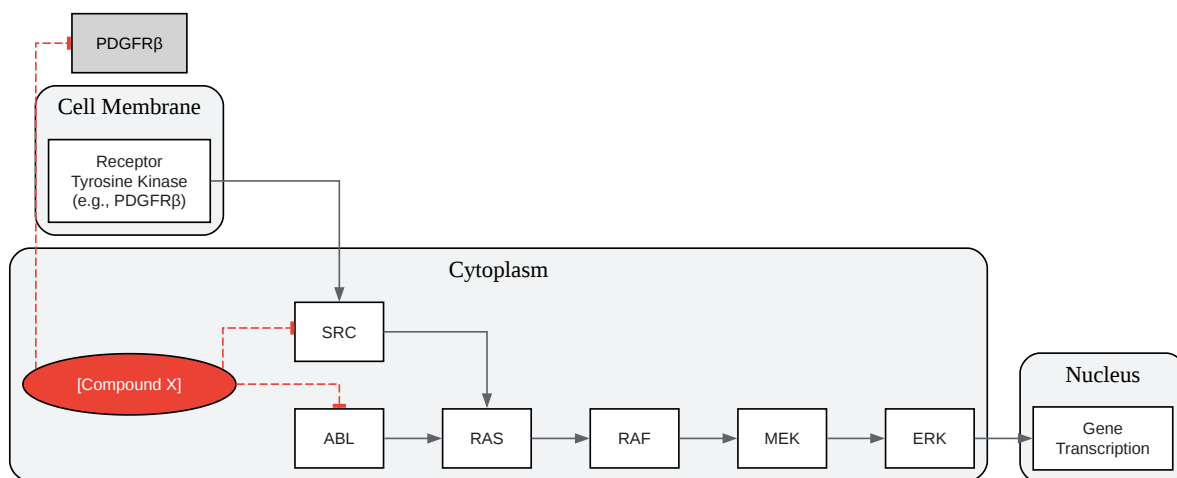 PDGFRβ
Cell Membrane
Receptor
Tyrosine Kinase
(e.g., PDGFRβ)
Cytoplasm
SRC
[Compound X]
ABL
RAS
RAF
MEK
ERK
Nucleus
Gene
Transcription